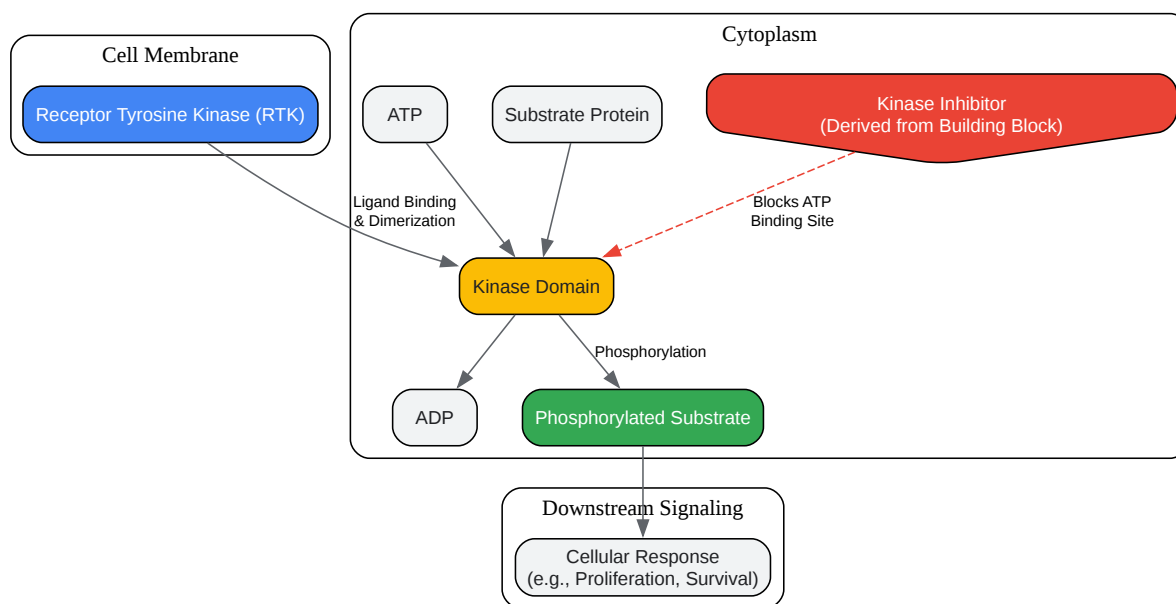 Cell Membrane
Receptor Tyrosine Kinase (RTK)
Cytoplasm
ATP
Substrate Protein
Kinase Inhibitor
(Derived from Building Block)
Ligand Binding
& Dimerization
Blocks ATP
Binding Site
Kinase Domain
Phosphorylation
ADP
Phosphorylated Substrate
Downstream Signaling
Cellular Response
(e.g., Proliferation, Survival)